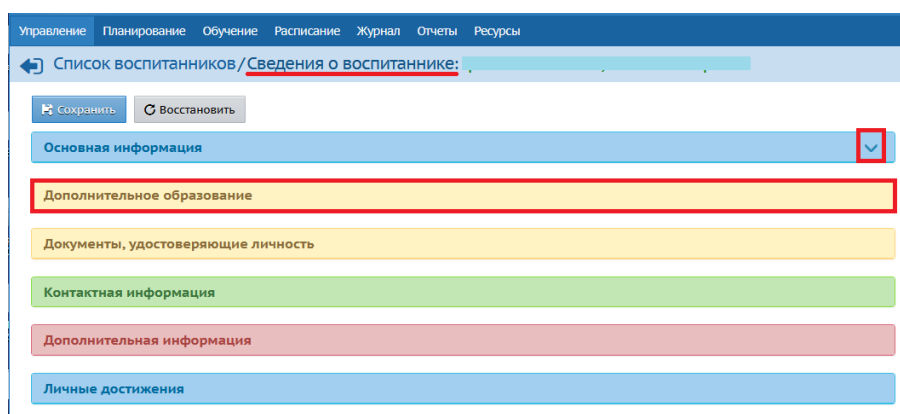 Управление Планирование Обучение Расписание Журнал Отчеты Ресурсы
Список воспитанников/Сведения о воспитаннике:
Сохранить Восстановить
Основная информация
Дополнительное образование
Документы, удостоверяющие личность
Контактная информация
Дополнительная информация
Личные достижения